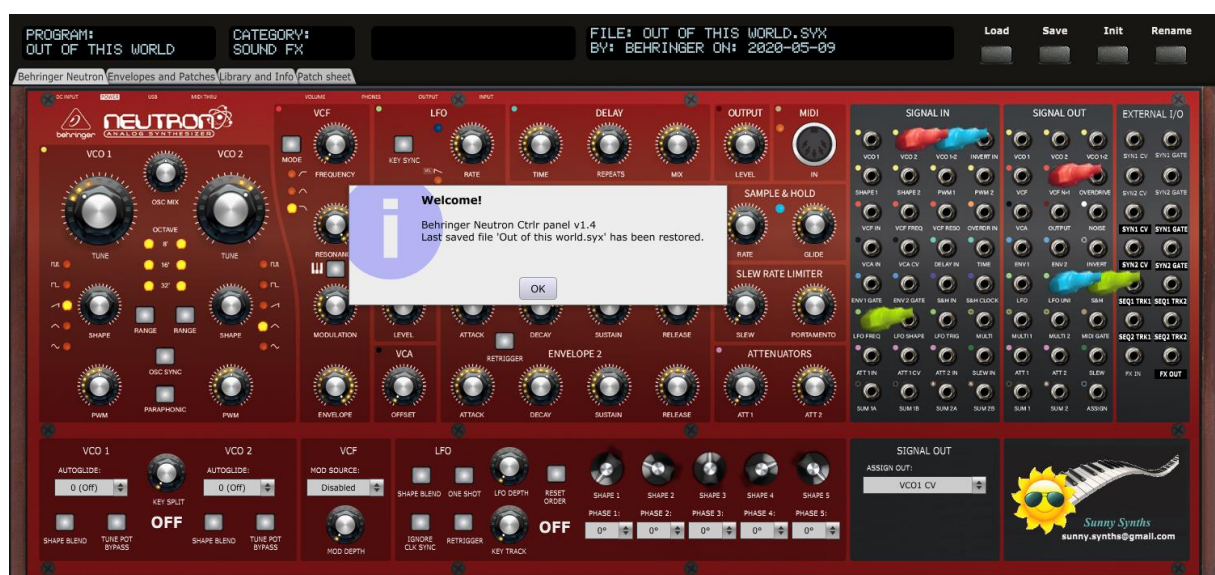 PROGRAM:
OUT OF THIS WORLD
CATEGORY:
SOUND FX
FILE: OUT OF THIS WORLD.SYX
BY: BEHRINGER ON: 2020-05-09
Load Save Init Rename
Behringer Neutron Envelopes and Patches Library and Info Patch sheet
DC INPUT POWER USB MIDI THRU VOLUME PHONES OUTPUT INPUT
behringer NEUTRON
ANALOG SYNTHESIZER
VCF LFO DELAY OUTPUT MIDI SIGNAL IN SIGNAL OUT EXTERNAL I/O
VCO 1 VCO 2
MODE FREQUENCY KEY SYNC RATE TIME REPEATS MIX LEVEL IN
OSC MIX
OCTAVE
8'
16'
32'
TUNE TUNE
SHAPE RANGE RANGE SHAPE
OSC SYNC
PARAPHONIC
PWM PWM
Welcome!
Behringer Neutron Ctrlr panel v1.4
Last saved file 'Out of this world.syx' has been restored.
OK
SAMPLE & HOLD
RATE GLIDE
SLEW RATE LIMITER
MODULATION LEVEL ATTACK DECAY SUSTAIN RELEASE SLEW PORTAMENTO
RETRIGGER
VCA ENVELOPE 2 ATTENUATORS
ENVELOPE OFFSET ATTACK DECAY SUSTAIN RELEASE ATT 1 ATT 2
VCO 1 VCO 2 VCO 1-2 INVERT IN VCO 1 VCO 2 VCO 1-2 SYN1 CV SYN1 GATE
SHAPE 1 SHAPE 2 PWM 1 PWM 2 VCF VCF N+1 OVERDRIVE SYN2 CV SYN2 GATE
VCF IN VCF FREQ VCF RESO OVERDR IN VCA OUTPUT NOISE SYN1 CV SYN1 GATE
VCA IN VCA CV DELAY IN TIME ENV 1 ENV 2 INVERT SYN2 CV SYN2 GATE
ENV 1 GATE ENV 2 GATE S&H IN S&H CLOCK LFO LFO UNI S&H SEQ1 TRK1 SEQ1 TRK2
LFO FREQ LFO SHAPE LFO TRIG MULTI MULTI 1 MULTI 2 MIDI GATE SEQ2 TRK1 SEQ2 TRK2
ATT 1 IN ATT 1 CV ATT 2 IN SLEW IN ATT 1 ATT 2 SLEW FX IN FX OUT
SUM 1A SUM 1B SUM 2A SUM 2B SUM 1 SUM 2 ASSIGN
VCO 1 VCO 2
AUTOGLIDE: AUTOGLIDE:
0 (Off) 0 (Off)
KEY SPLIT
OFF
SHAPE BLEND TUNE POT BYPASS SHAPE BLEND TUNE POT BYPASS
VCF
MOD SOURCE:
Disabled
MOD DEPTH
LFO
SHAPE BLEND ONE SHOT LFO DEPTH RESET ORDER
IGNORE CLK SYNC RETRIGGER KEY TRACK
OFF
SHAPE 1 SHAPE 2 SHAPE 3 SHAPE 4 SHAPE 5
PHASE 1: PHASE 2: PHASE 3: PHASE 4: PHASE 5:
0° 0° 0° 0° 0°
SIGNAL OUT
ASSIGN OUT:
VCO1 CV
Sunny Synths
sunny.synths@gmail.com